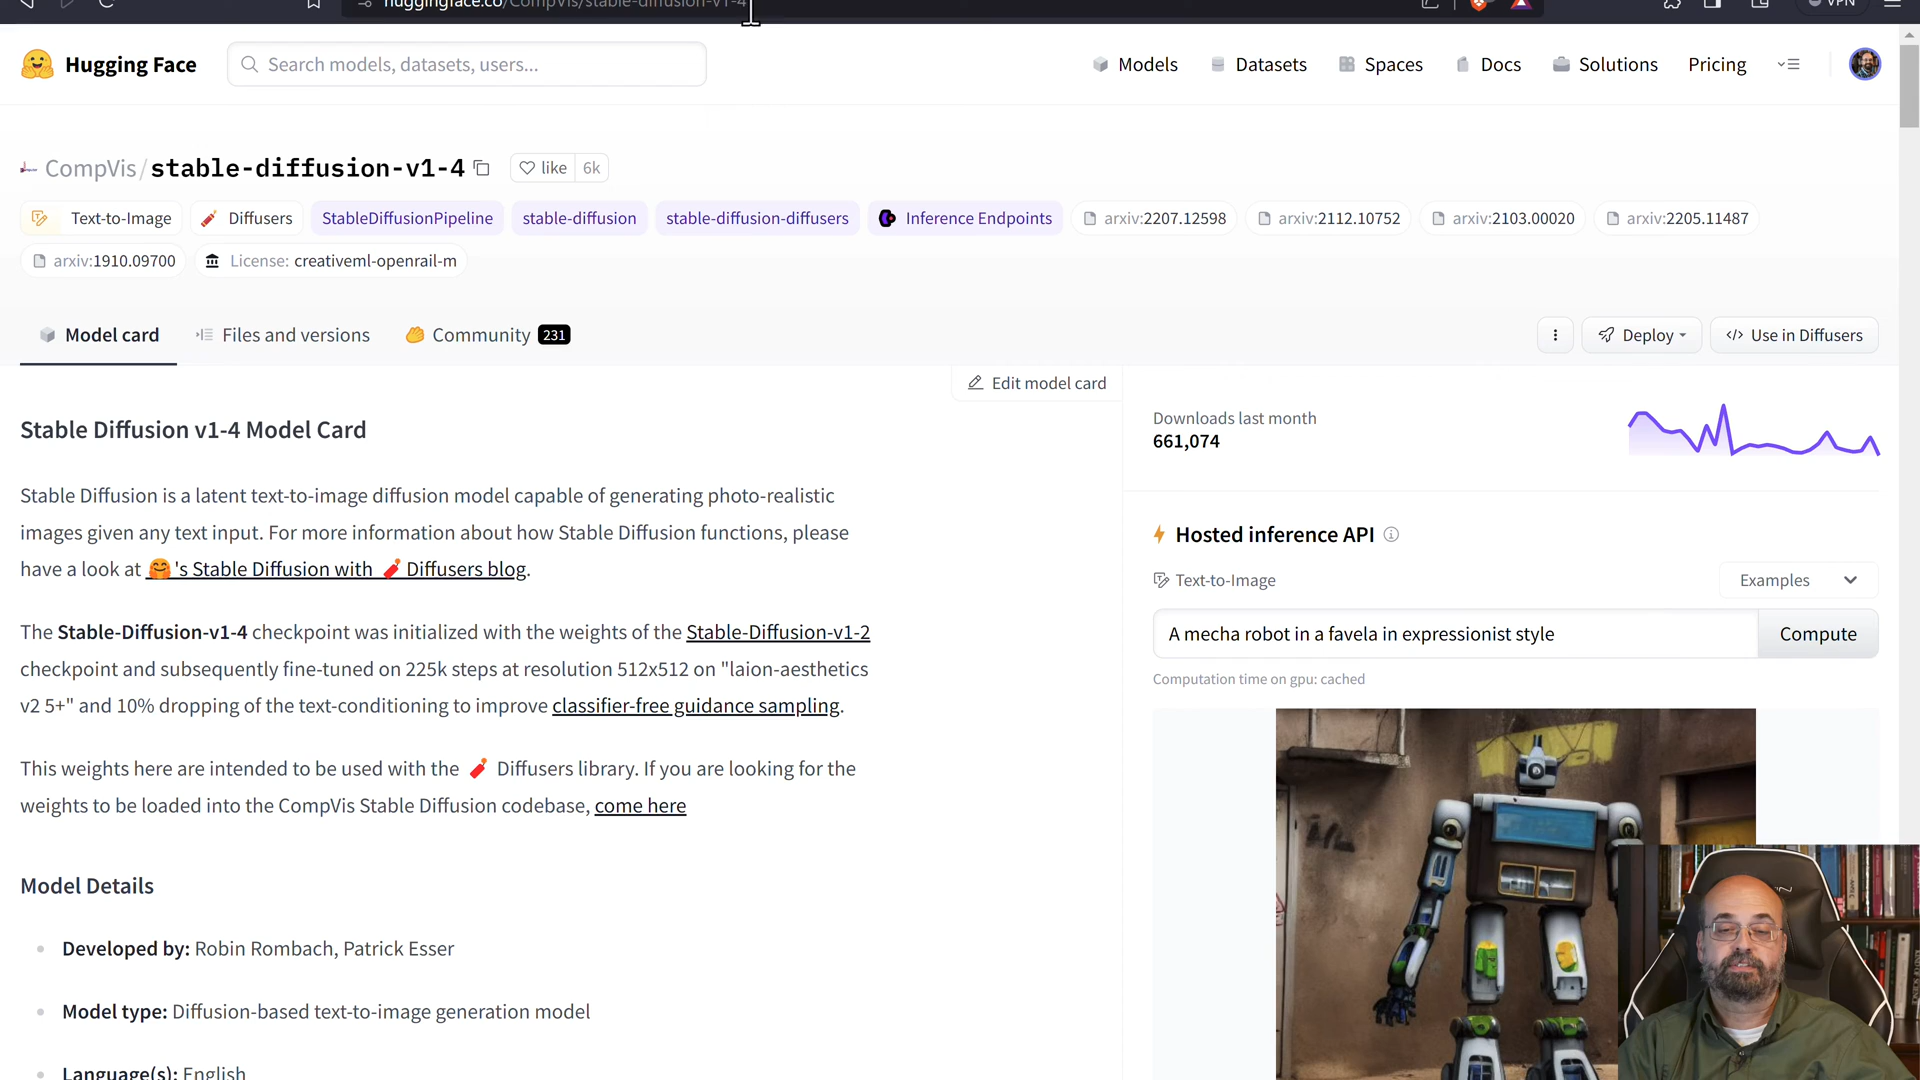 huggingface.co/CompVis/stable-diffusion-v1-4
VPN
Hugging Face
Search models, datasets, users...
Models
Datasets
Spaces
Docs
Solutions
Pricing
CompVis/stable-diffusion-v1-4
like 6k
Text-to-Image
Diffusers
StableDiffusionPipeline
stable-diffusion
stable-diffusion-diffusers
Inference Endpoints
arxiv:2207.12598
arxiv:2112.10752
arxiv:2103.00020
arxiv:2205.11487
arxiv:1910.09700
License: creativeml-openrail-m
Model card
Files and versions
Community 231
Deploy
</> Use in Diffusers
Edit model card
Stable Diffusion v1-4 Model Card
Stable Diffusion is a latent text-to-image diffusion model capable of generating photo-realistic
images given any text input. For more information about how Stable Diffusion functions, please
have a look at 🤗's Stable Diffusion with 🧨Diffusers blog.
The Stable-Diffusion-v1-4 checkpoint was initialized with the weights of the Stable-Diffusion-v1-2
checkpoint and subsequently fine-tuned on 225k steps at resolution 512x512 on "laion-aesthetics
v2 5+" and 10% dropping of the text-conditioning to improve classifier-free guidance sampling.
This weights here are intended to be used with the 🧨 Diffusers library. If you are looking for the
weights to be loaded into the CompVis Stable Diffusion codebase, come here
Model Details
Developed by: Robin Rombach, Patrick Esser
Model type: Diffusion-based text-to-image generation model
Language(s): English
Downloads last month
661,074
Hosted inference API
Text-to-Image
Examples
A mecha robot in a favela in expressionist style
Compute
Computation time on gpu: cached